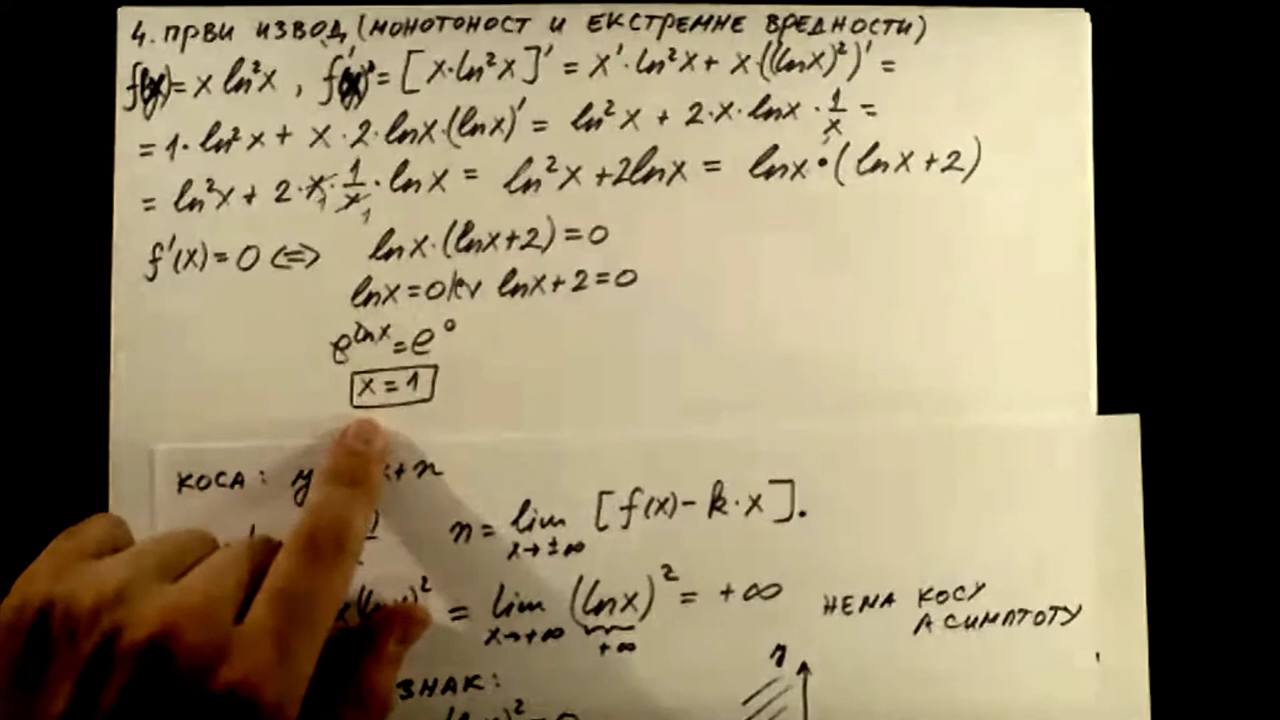 4. ПРВИ ИЗВОД (МОНОТОНОСТ И ЕКСТРЕМНЕ ВРЕДНОСТИ)
f(x) = x ln²x , f'(x) = [x·ln²x]' = x'·ln²x + x·((lnx)²)' =
= 1·ln²x + x·2·lnx·(lnx)' = ln²x + 2·x·lnx·1/x =
= ln²x + 2·x·1/x·lnx = ln²x + 2lnx = lnx·(lnx+2)
f'(x) = 0 ⇔ lnx·(lnx+2) = 0
lnx = 0 ∨ lnx+2 = 0
e^lnx = e^0
x = 1
КОСА: y
+n
n = lim x→±∞ [f(x) – k·x].
= lim x→+∞ (lnx)² = +∞ НЕМА КОСУ
+∞
АСИМПТОТУ
ЗНАК: